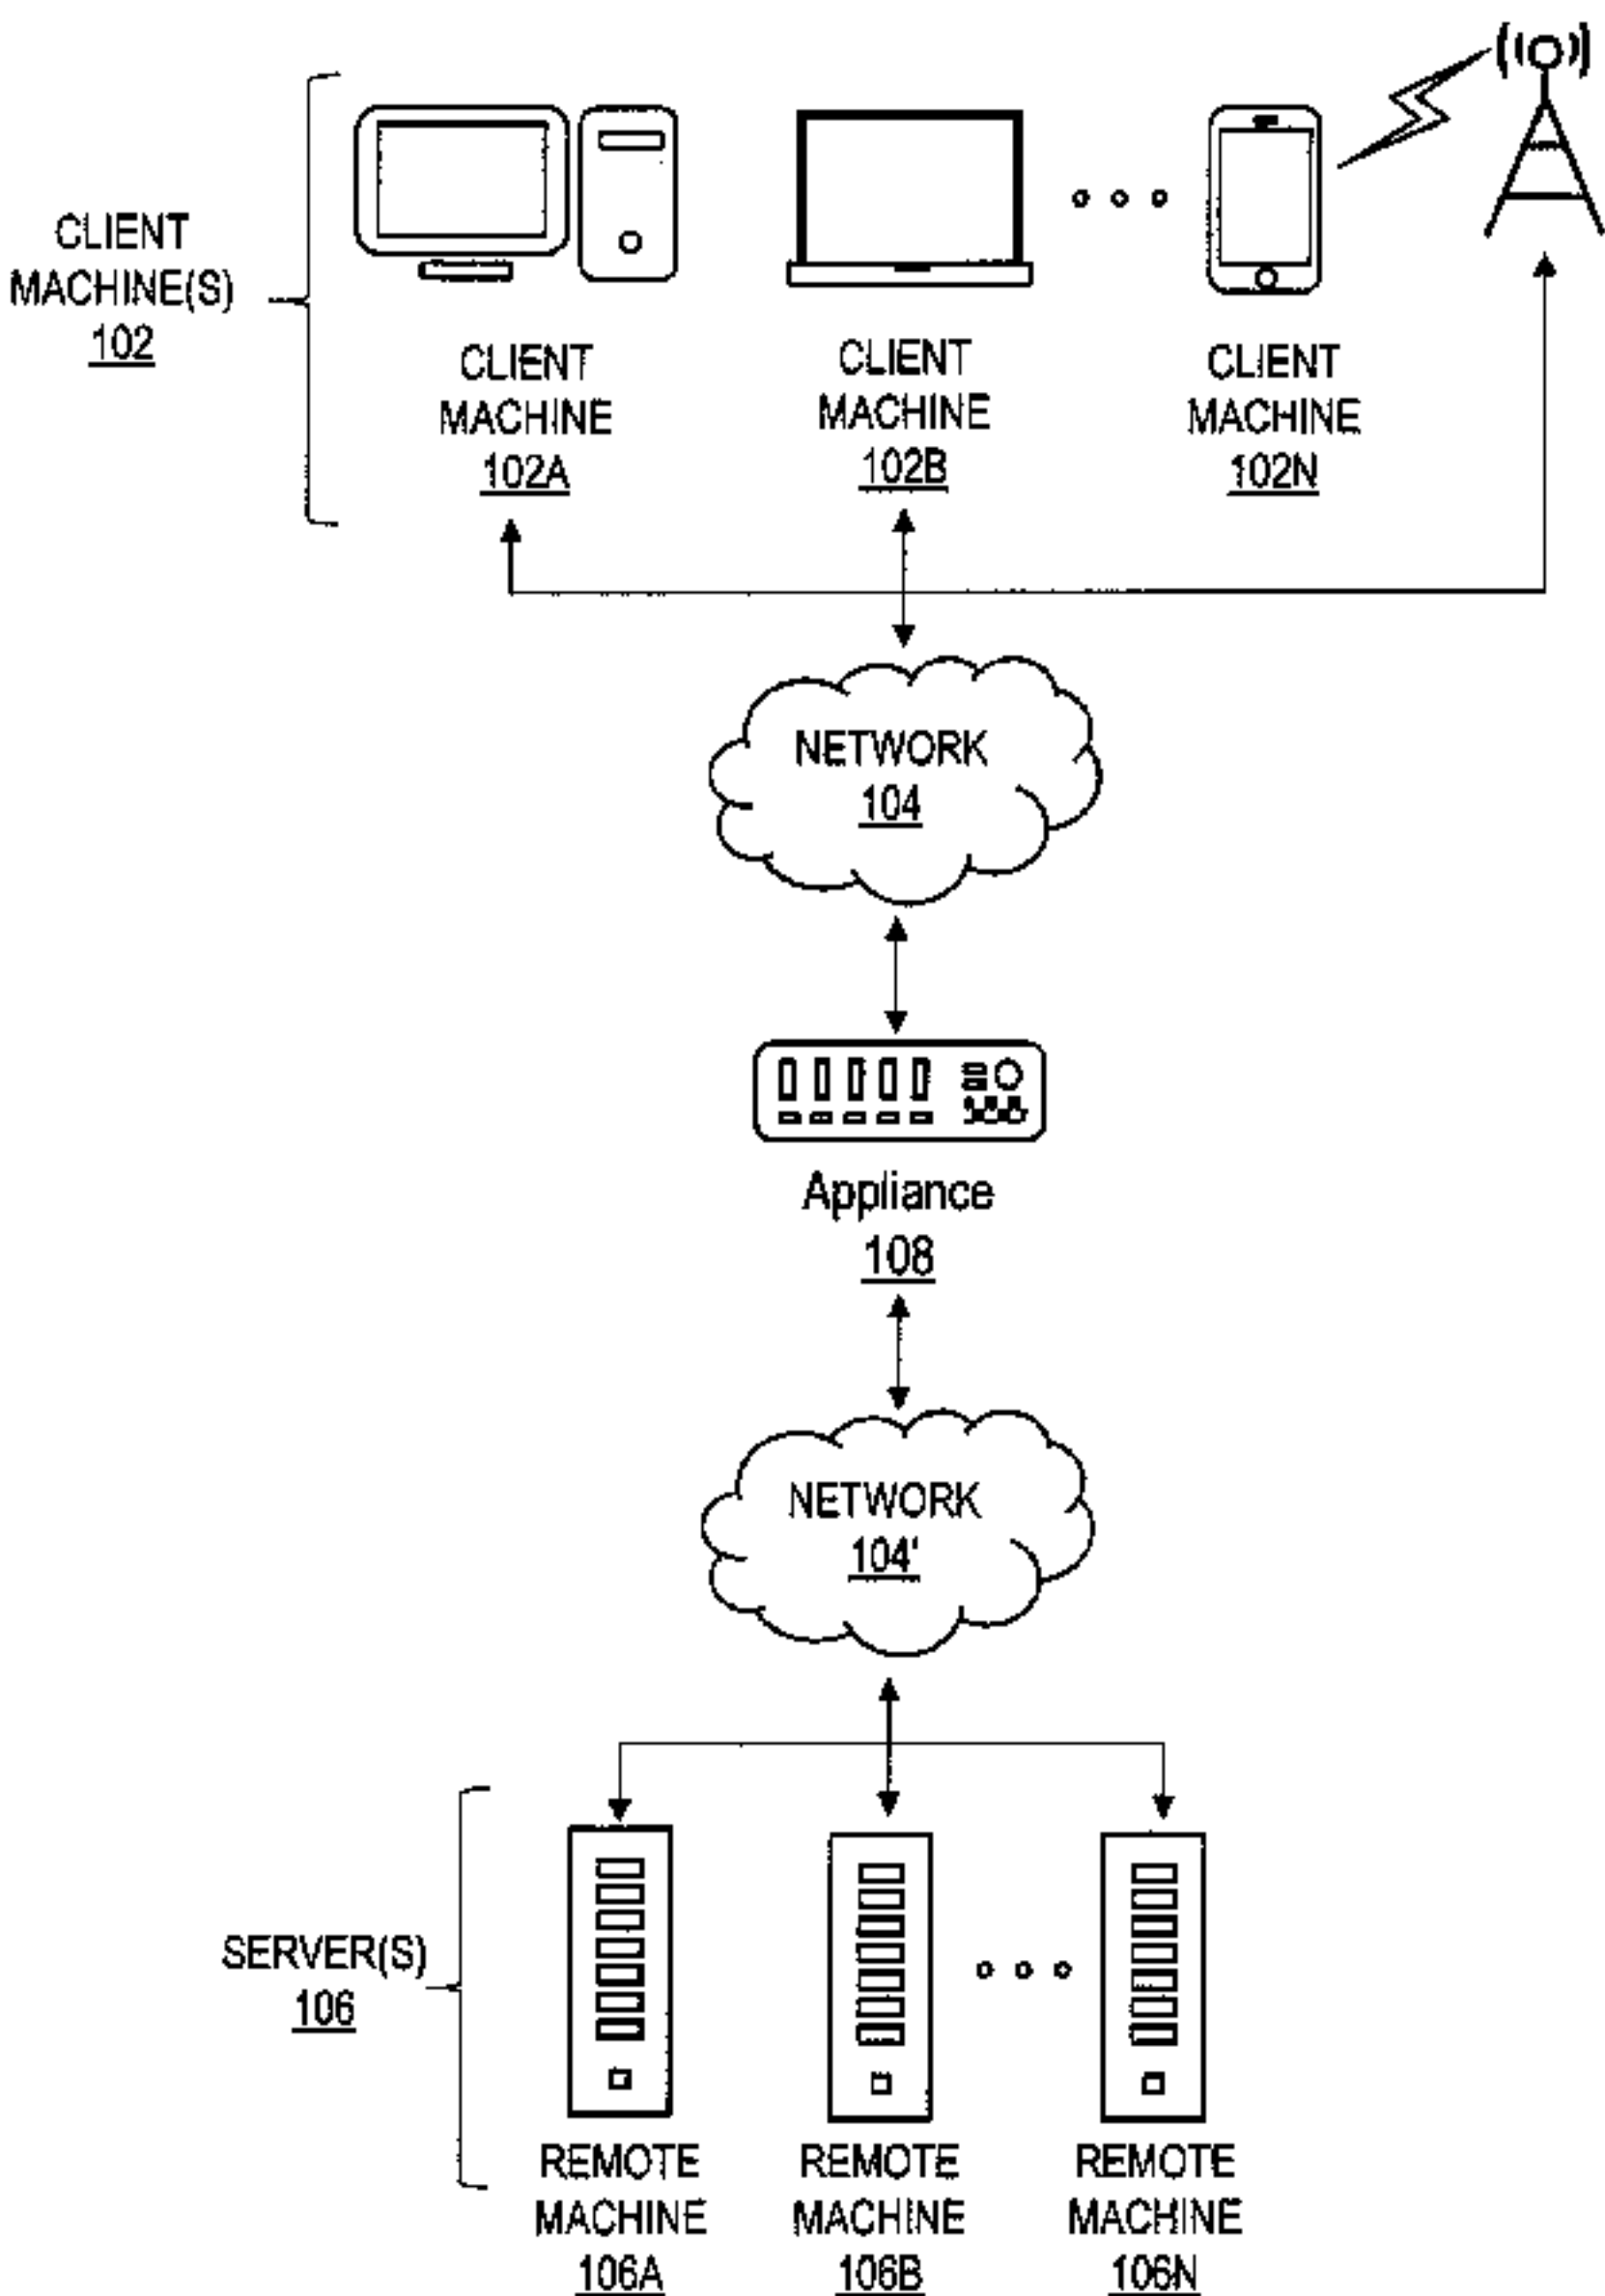 CLIENT
MACHINE(S)
102
CLIENT
MACHINE
102A
CLIENT
MACHINE
102B
CLIENT
MACHINE
102N
NETWORK
104
Appliance
108
NETWORK
104'
SERVER(S)
106
REMOTE
MACHINE
106A
REMOTE
MACHINE
106B
REMOTE
MACHINE
106N